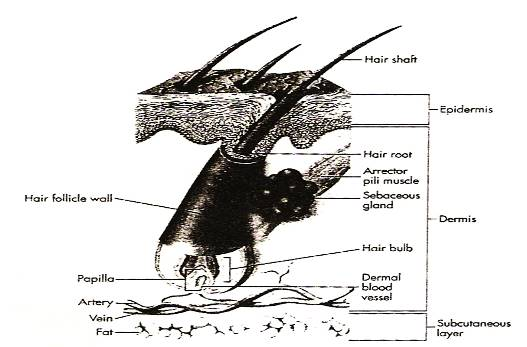 Hair shaft
Epidermis
Hair root
Arrector
pili muscle
Sebaceous
gland
Hair follicle wall
Dermis
Hair bulb
Papilla
Dermal
blood
vessel
Artery
Vein
Fat
Subcutaneous
layer